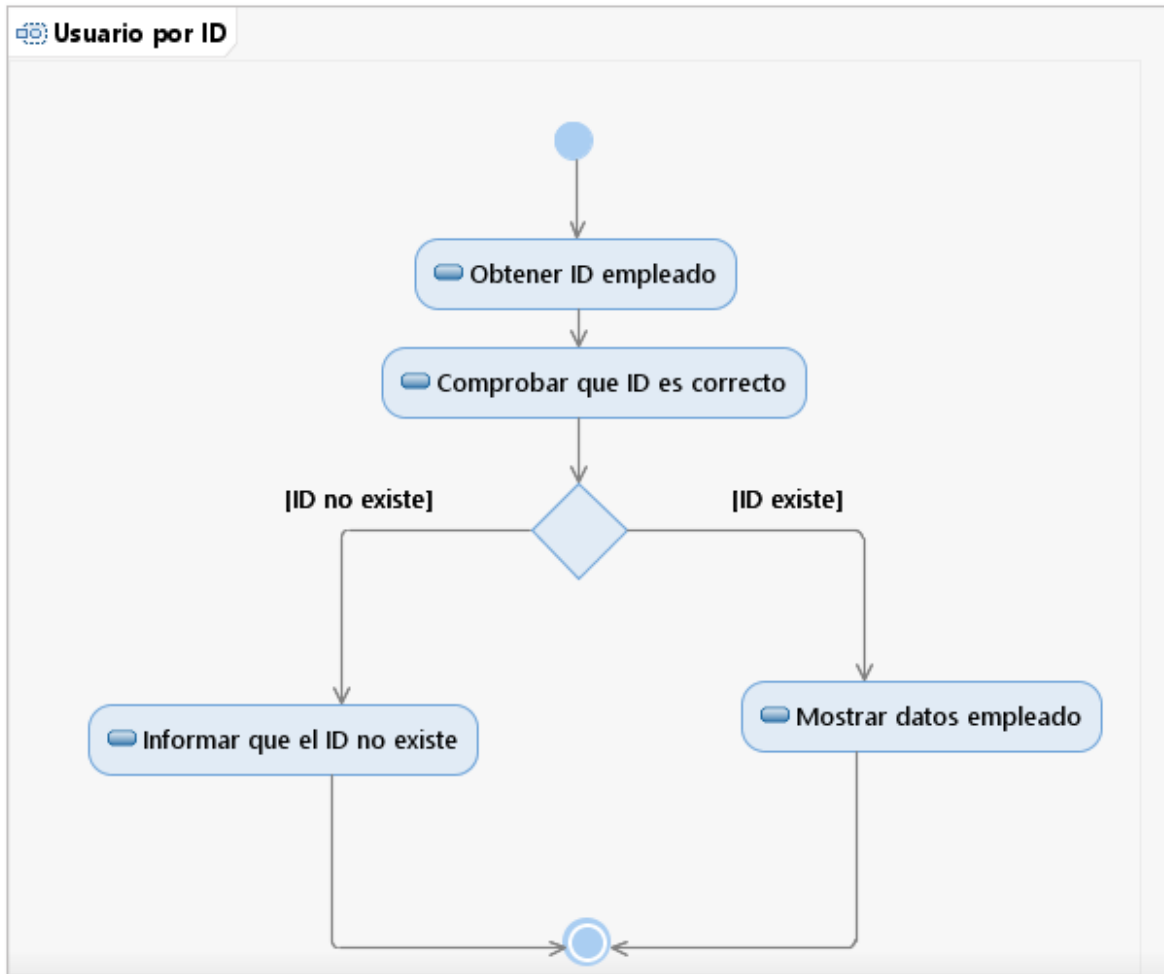 Usuario por ID
Obtener ID empleado
Comprobar que ID es correcto
[ID no existe]
[ID existe]
Mostrar datos empleado
Informar que el ID no existe